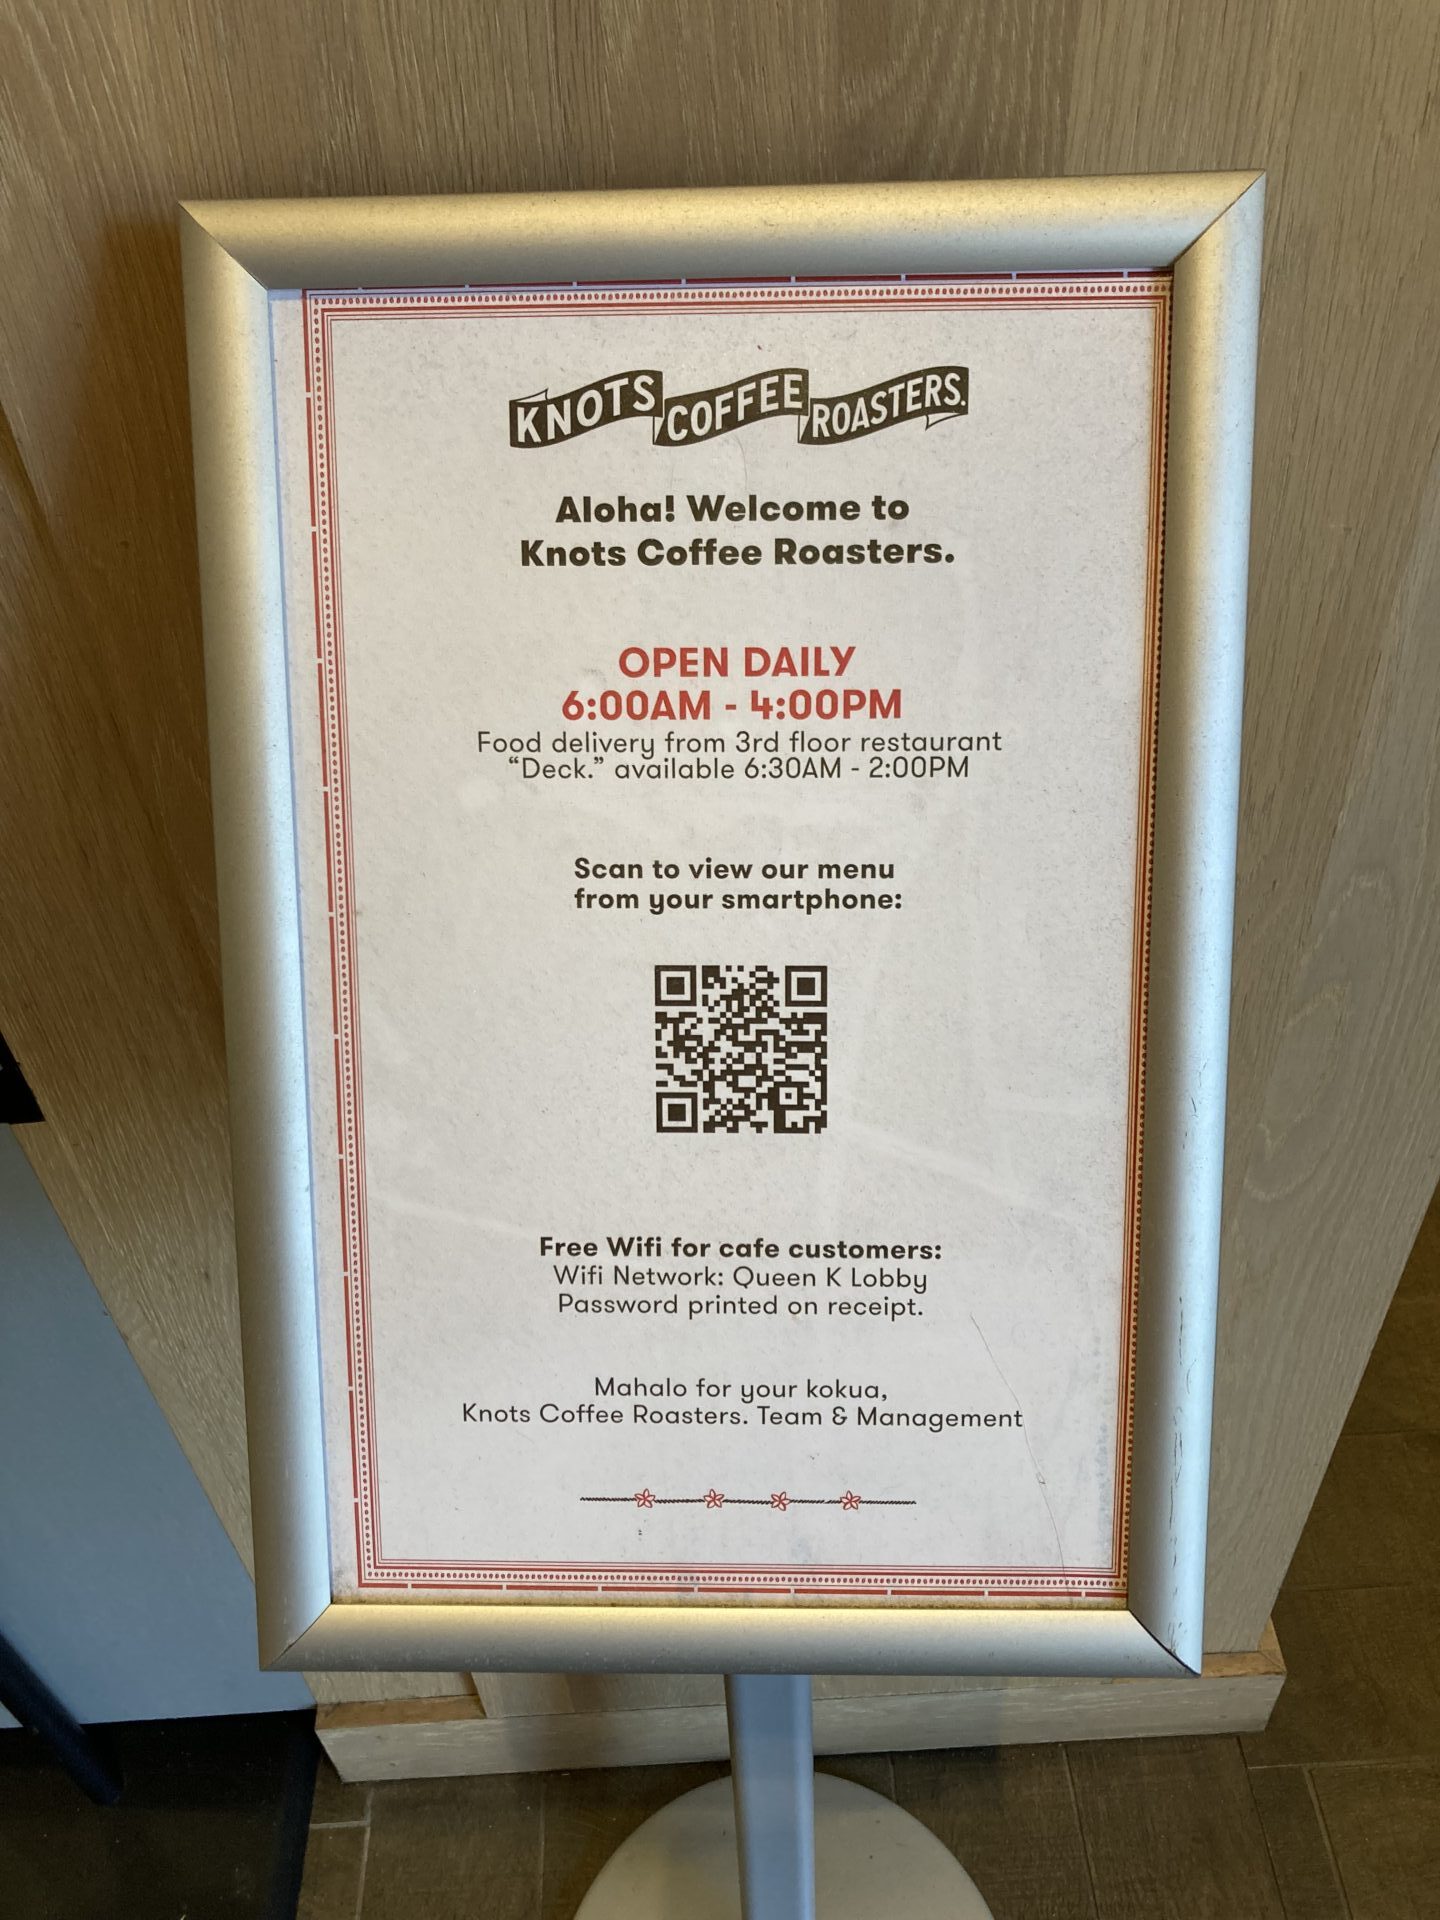 KNOTS COFFEE ROASTERS.
Aloha! Welcome to
Knots Coffee Roasters.
OPEN DAILY
6:00AM - 4:00PM
Food delivery from 3rd floor restaurant
“Deck.” available 6:30AM - 2:00PM
Scan to view our menu
from your smartphone:
Free Wifi for cafe customers:
Wifi Network: Queen K Lobby
Password printed on receipt.
Mahalo for your kokua,
Knots Coffee Roasters. Team & Management